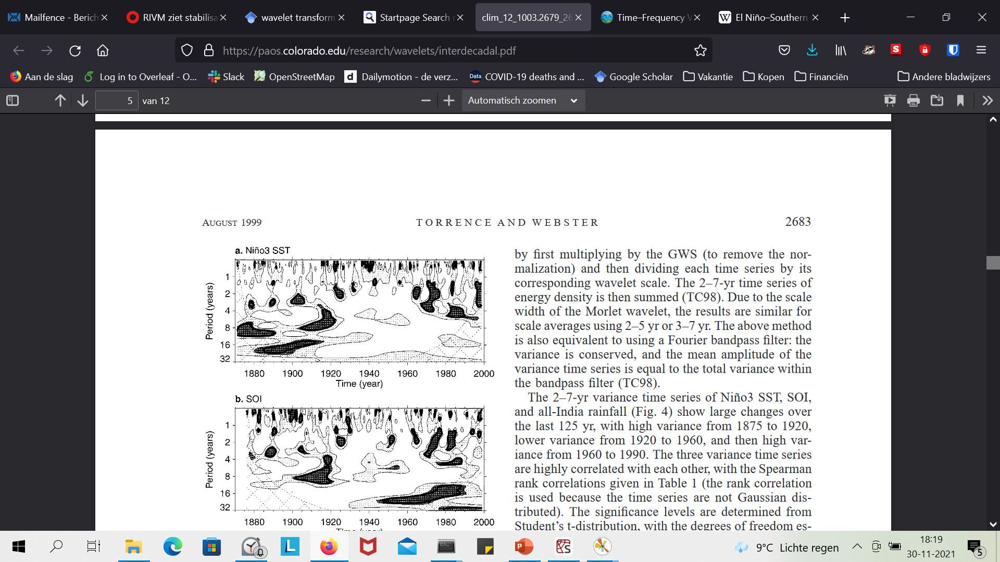 Mailfence - Berich
RIVM ziet stabilisa
wavelet transform
Startpage Search r
clim_12_1003.2679_26
Time–Frequency V
El Niño–Southern
https://paos.colorado.edu/research/wavelets/interdecadal.pdf
Aan de slag
Log in to Overleaf - O...
Slack
OpenStreetMap
d
Dailymotion - de verz...
Data
COVID-19 deaths and ...
Google Scholar
Vakantie
Kopen
Financiën
Andere bladwijzers
5
van 12
Automatisch zoomen
AUGUST 1999
TORRENCE AND WEBSTER
2683
a. Niño3 SST
Period (years)
1
2
4
8
16
32
1880 1900 1920 1940 1960 1980 2000
Time (year)
b. SOI
Period (years)
1
2
4
8
16
32
1880 1900 1920 1940 1960 1980 2000
Time (year)
by first multiplying by the GWS (to remove the nor-
malization) and then dividing each time series by its
corresponding wavelet scale. The 2–7-yr time series of
energy density is then summed (TC98). Due to the scale
width of the Morlet wavelet, the results are similar for
scale averages using 2–5 yr or 3–7 yr. The above method
is also equivalent to using a Fourier bandpass filter: the
variance is conserved, and the mean amplitude of the
variance time series is equal to the total variance within
the bandpass filter (TC98).
The 2–7-yr variance time series of Niño3 SST, SOI,
and all-India rainfall (Fig. 4) show large changes over
the last 125 yr, with high variance from 1875 to 1920,
lower variance from 1920 to 1960, and then high var-
iance from 1960 to 1990. The three variance time series
are highly correlated with each other, with the Spearman
rank correlations given in Table 1 (the rank correlation
is used because the time series are not Gaussian dis-
tributed). The significance levels are determined from
Student's t-distribution, with the degrees of freedom es-
9°C Lichte regen
18:19
30-11-2021
5